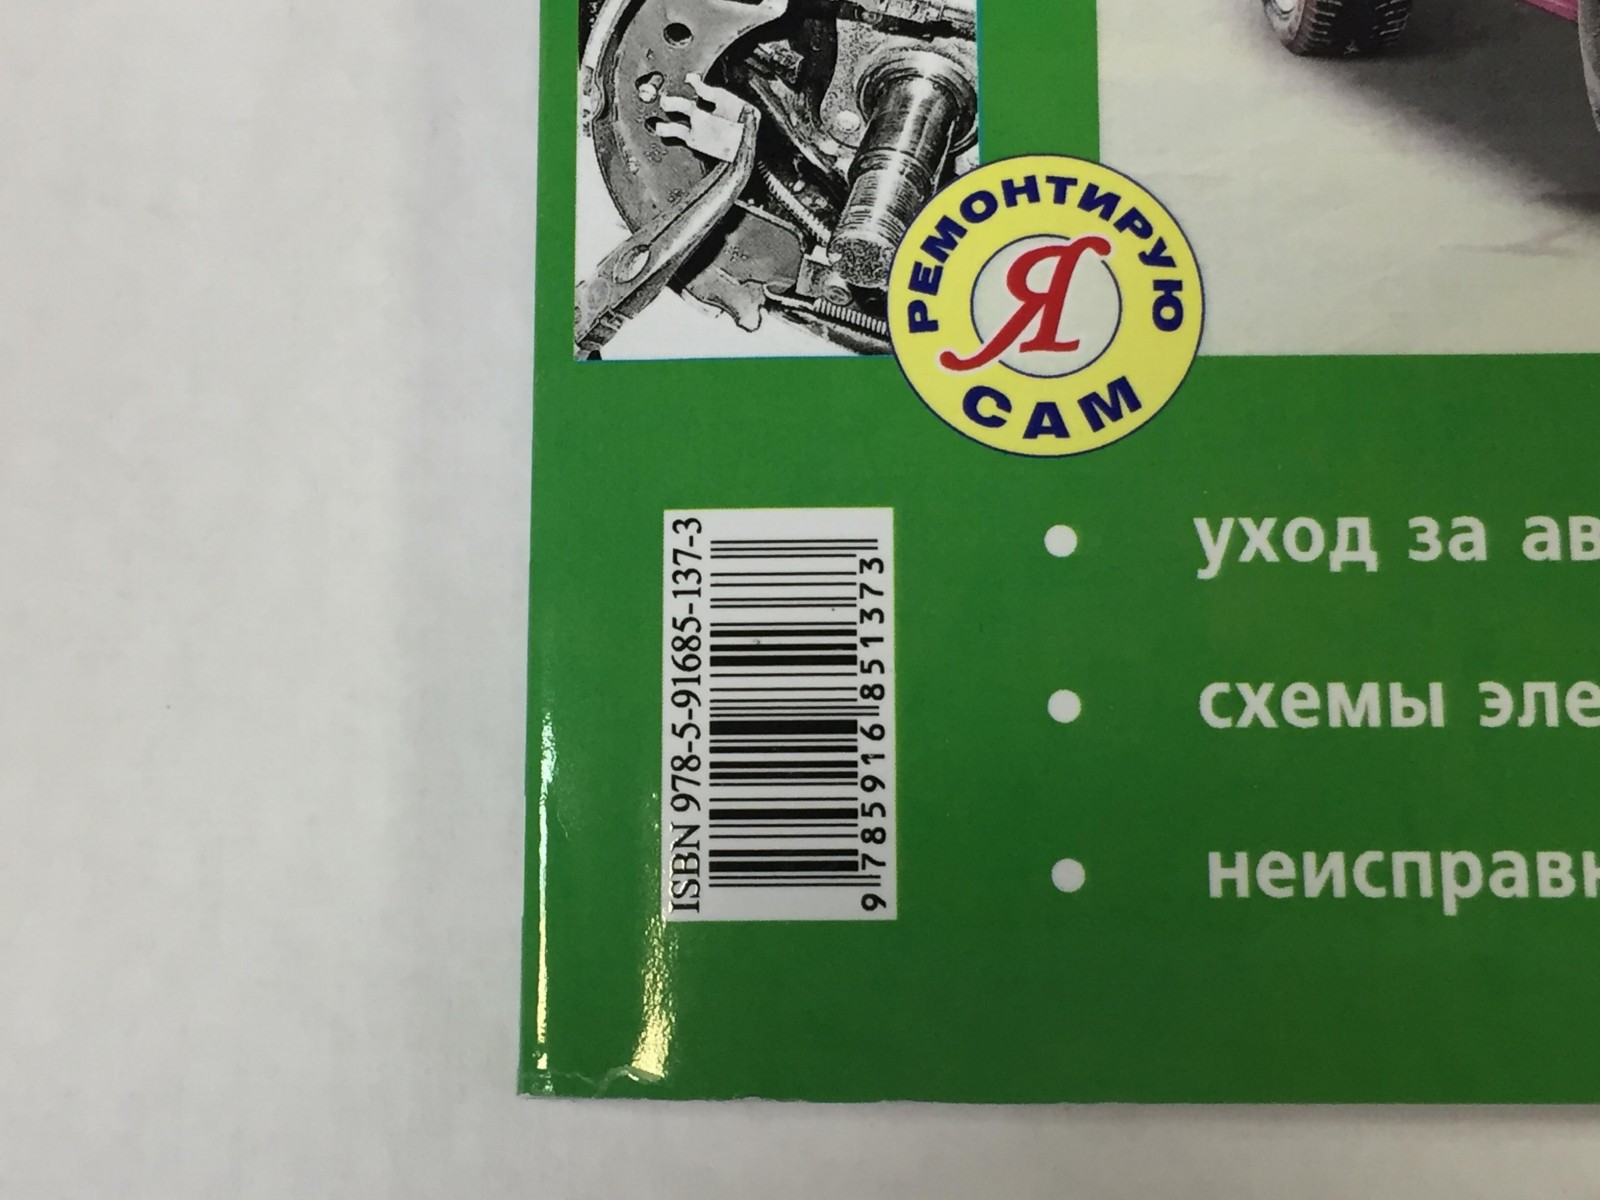 РЕМОНТИРУЮ
Я
САМ
ISBN 978-5-91685-137-3
9 785916 851373
• уход за ав
• схемы эле
• неисправн